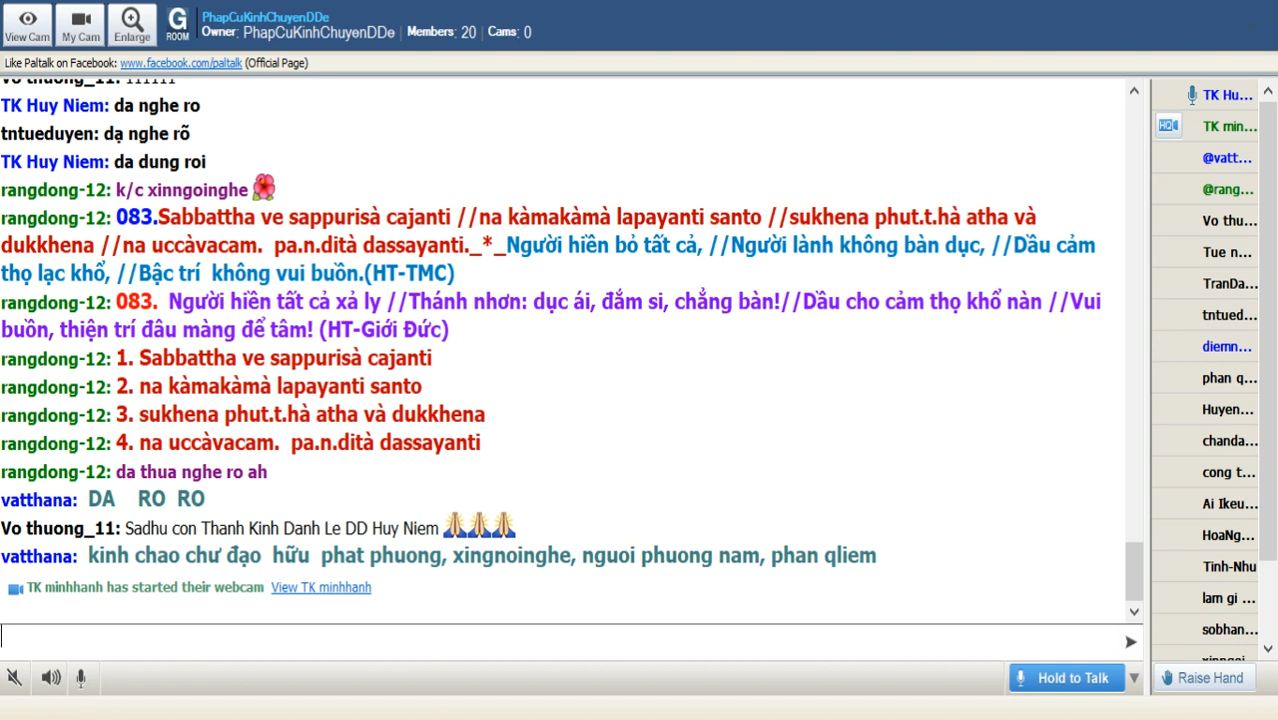 PhapCuKinhChuyenDDe
Owner: PhapCuKinhChuyenDDe Members: 20 Cams: 0
View Cam My Cam Enlarge G ROOM
Like Paltalk on Facebook: www.facebook.com/paltalk (Official Page)
TK Huy Niem: da nghe ro
tntueduyen: dạ nghe rõ
TK Huy Niem: da dung roi
rangdong-12: k/c xinngoinghe
rangdong-12: 083.Sabbattha ve sappurisà cajanti //na kàmakàmà lapayanti santo //sukhena phut.t.hà atha và
dukkhena //na uccàvacam. pa.n.dità dassayanti._*_Người hiền bỏ tất cả, //Người lành không bàn dục, //Dầu cảm
thọ lạc khổ, //Bậc trí không vui buồn.(HT-TMC)
rangdong-12: 083. Người hiền tất cả xả ly //Thánh nhơn: dục ái, đắm si, chẳng bàn!//Dầu cho cảm thọ khổ nàn //Vui
buồn, thiện trí đâu màng để tâm! (HT-Giới Đức)
rangdong-12: 1. Sabbattha ve sappurisà cajanti
rangdong-12: 2. na kàmakàmà lapayanti santo
rangdong-12: 3. sukhena phut.t.hà atha và dukkhena
rangdong-12: 4. na uccàvacam. pa.n.dità dassayanti
rangdong-12: da thua nghe ro ah
vatthana: DA RO RO
Vo thuong_11: Sadhu con Thanh Kinh Danh Le DD Huy Niem
vatthana: kinh chao chư đạo hữu phat phuong, xingnoinghe, nguoi phuong nam, phan qliem
TK minhhanh has started their webcam View TK minhhanh
Hold to Talk
TK Hu...
TK min...
@vatt...
@rang...
Vo thu...
Tue n...
TranDa...
tntued...
diemn...
phan q...
Huyen...
chanda...
cong t...
Ai Ikeu...
HoaNg...
Tinh-Nhu
lam gi ...
sobhan...
Raise Hand